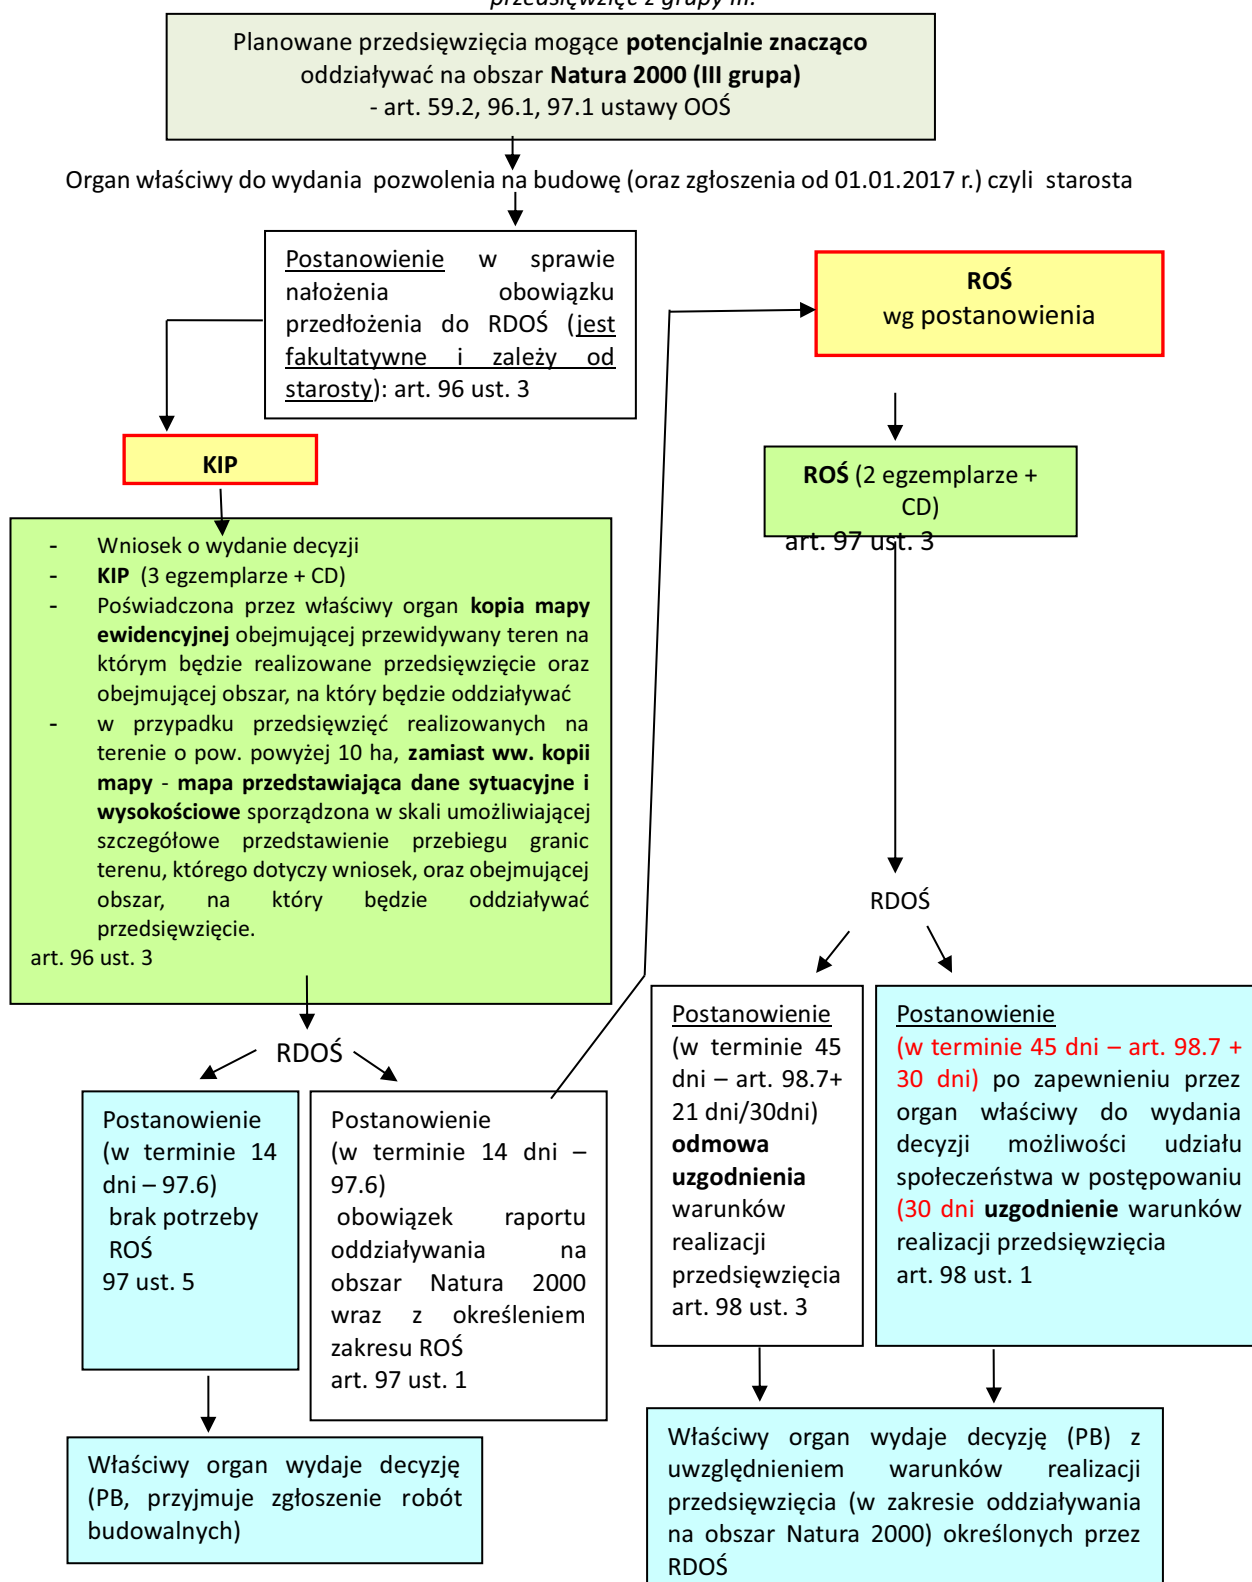 przedsięwzięć z grupy III.
Planowane przedsięwzięcia mogące potencjalnie znacząco
oddziaływać na obszar Natura 2000 (III grupa)
- art. 59.2, 96.1, 97.1 ustawy OOŚ
Organ właściwy do wydania pozwolenia na budowę (oraz zgłoszenia od 01.01.2017 r.) czyli starosta
Postanowienie w sprawie
nałożenia obowiązku
przedłożenia do RDOŚ (jest
fakultatywne i zależy od
starosty): art. 96 ust. 3
KIP
- Wniosek o wydanie decyzji
- KIP (3 egzemplarze + CD)
- Poświadczona przez właściwy organ kopia mapy
ewidencyjnej obejmującej przewidywany teren na
którym będzie realizowane przedsięwzięcie oraz
obejmującej obszar, na który będzie oddziaływać
- w przypadku przedsięwzięć realizowanych na
terenie o pow. powyżej 10 ha, zamiast ww. kopii
mapy - mapa przedstawiająca dane sytuacyjne i
wysokościowe sporządzona w skali umożliwiającej
szczegółowe przedstawienie przebiegu granic
terenu, którego dotyczy wniosek, oraz obejmującej
obszar, na który będzie oddziaływać
przedsięwzięcie.
art. 96 ust. 3
RDOŚ
Postanowienie
(w terminie 14
dni – 97.6)
brak potrzeby
ROŚ
97 ust. 5
Postanowienie
(w terminie 14 dni –
97.6)
obowiązek raportu
oddziaływania na
obszar Natura 2000
wraz z określeniem
zakresu ROŚ
art. 97 ust. 1
Właściwy organ wydaje decyzję
(PB, przyjmuje zgłoszenie robót
budowalnych)
ROŚ
wg postanowienia
ROŚ (2 egzemplarze +
CD)
art. 97 ust. 3
RDOŚ
Postanowienie
(w terminie 45
dni – art. 98.7+
21 dni/30dni)
odmowa
uzgodnienia
warunków
realizacji
przedsięwzięcia
art. 98 ust. 3
Postanowienie
(w terminie 45 dni – art. 98.7 +
30 dni) po zapewnieniu przez
organ właściwy do wydania
decyzji możliwości udziału
społeczeństwa w postępowaniu
(30 dni uzgodnienie warunków
realizacji przedsięwzięcia
art. 98 ust. 1
Właściwy organ wydaje decyzję (PB) z
uwzględnieniem warunków realizacji
przedsięwzięcia (w zakresie oddziaływania
na obszar Natura 2000) określonych przez
RDOŚ